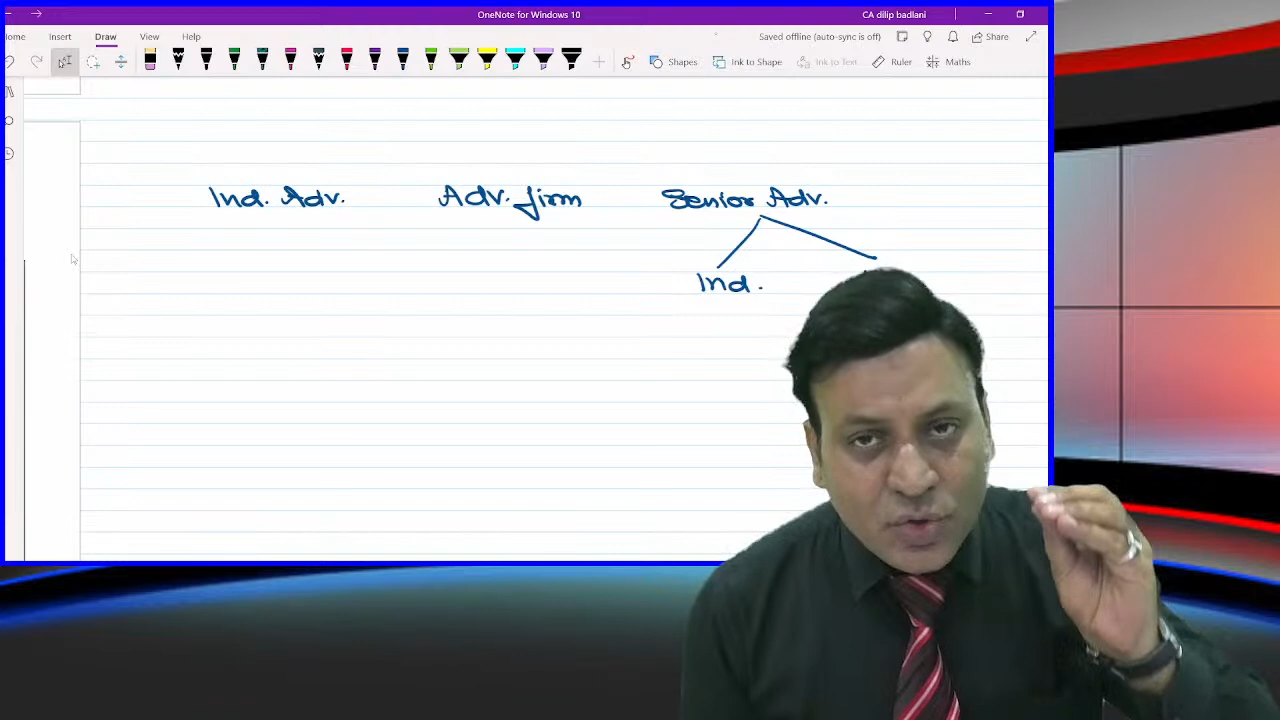 OneNote for Windows 10
CA dilip badlani
ome Insert Draw View Help
Saved offline (auto-sync is off)
Share
Shapes
Ink to Shape
Ink to Text
Ruler
Maths
Ind. Adv. Adv. firm Senior Adv.
Ind.